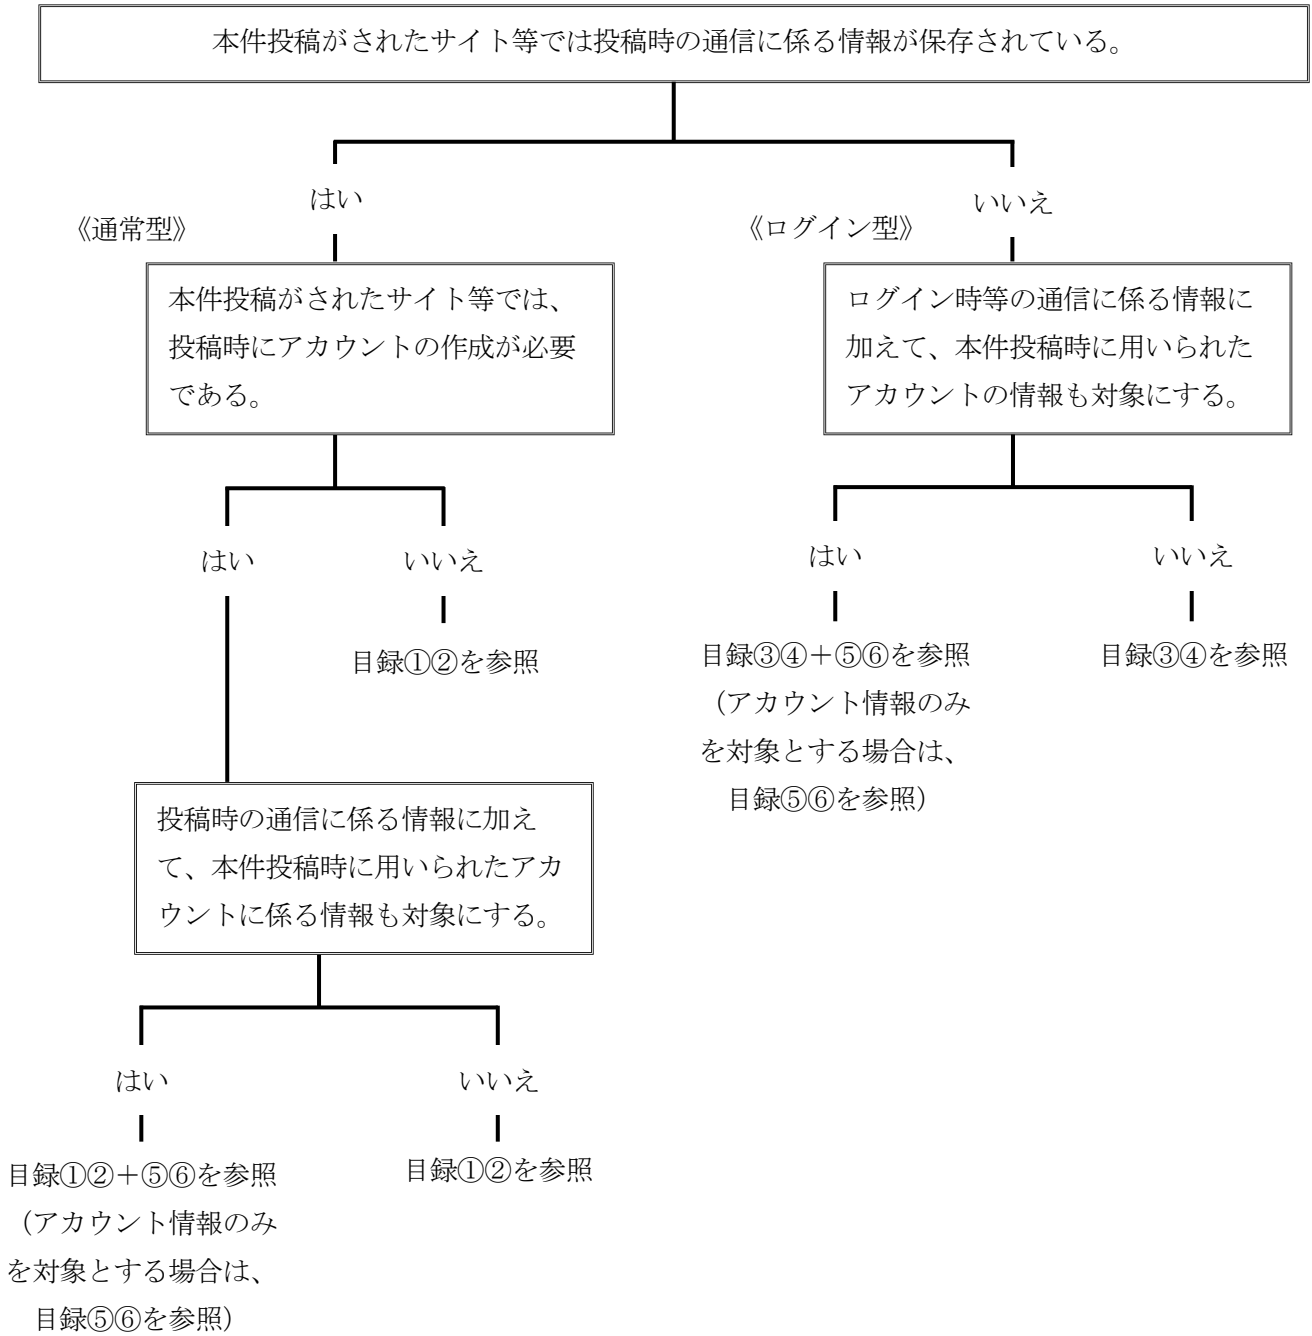 本件投稿がされたサイト等では投稿時の通信に係る情報が保存されている。
はい
いいえ
《通常型》
《ログイン型》
本件投稿がされたサイト等では、
投稿時にアカウントの作成が必要
である。
ログイン時等の通信に係る情報に
加えて、本件投稿時に用いられた
アカウントの情報も対象にする。
はい
いいえ
はい
いいえ
目録①②を参照
目録③④+⑤⑥を参照
(アカウント情報のみ
を対象とする場合は、
目録⑤⑥を参照)
目録③④を参照
投稿時の通信に係る情報に加え
て、本件投稿時に用いられたアカ
ウントに係る情報も対象にする。
はい
いいえ
目録①②+⑤⑥を参照
(アカウント情報のみ
を対象とする場合は、
目録⑤⑥を参照)
目録①②を参照